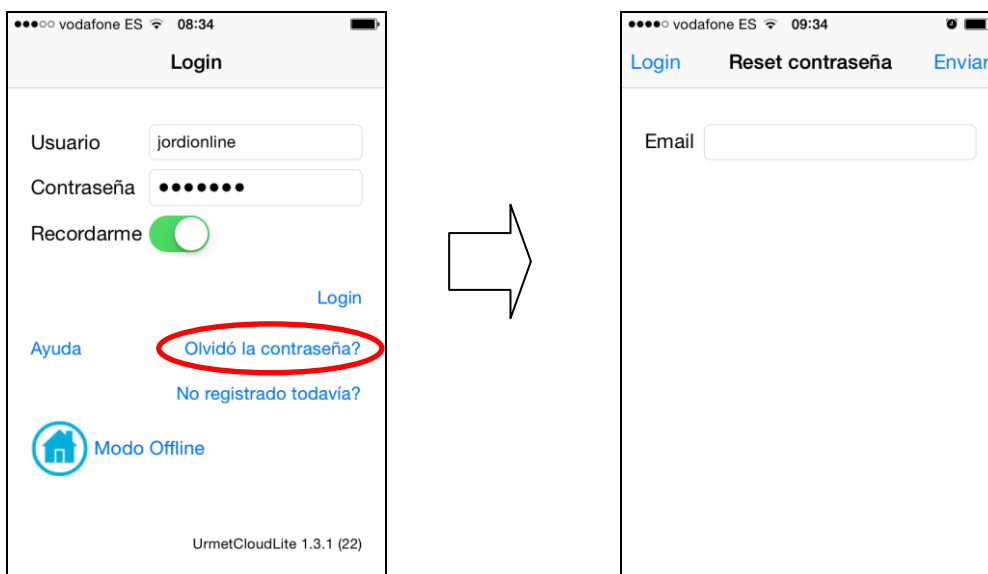 vodafone ES 08:34
Login
Usuario jordionline
Contraseña •••••••
Recordarme
Login
Ayuda Olvidó la contraseña?
No registrado todavía?
Modo Offline
UrmetCloudLite 1.3.1 (22)
vodafone ES 09:34
Login Reset contraseña Enviar
Email